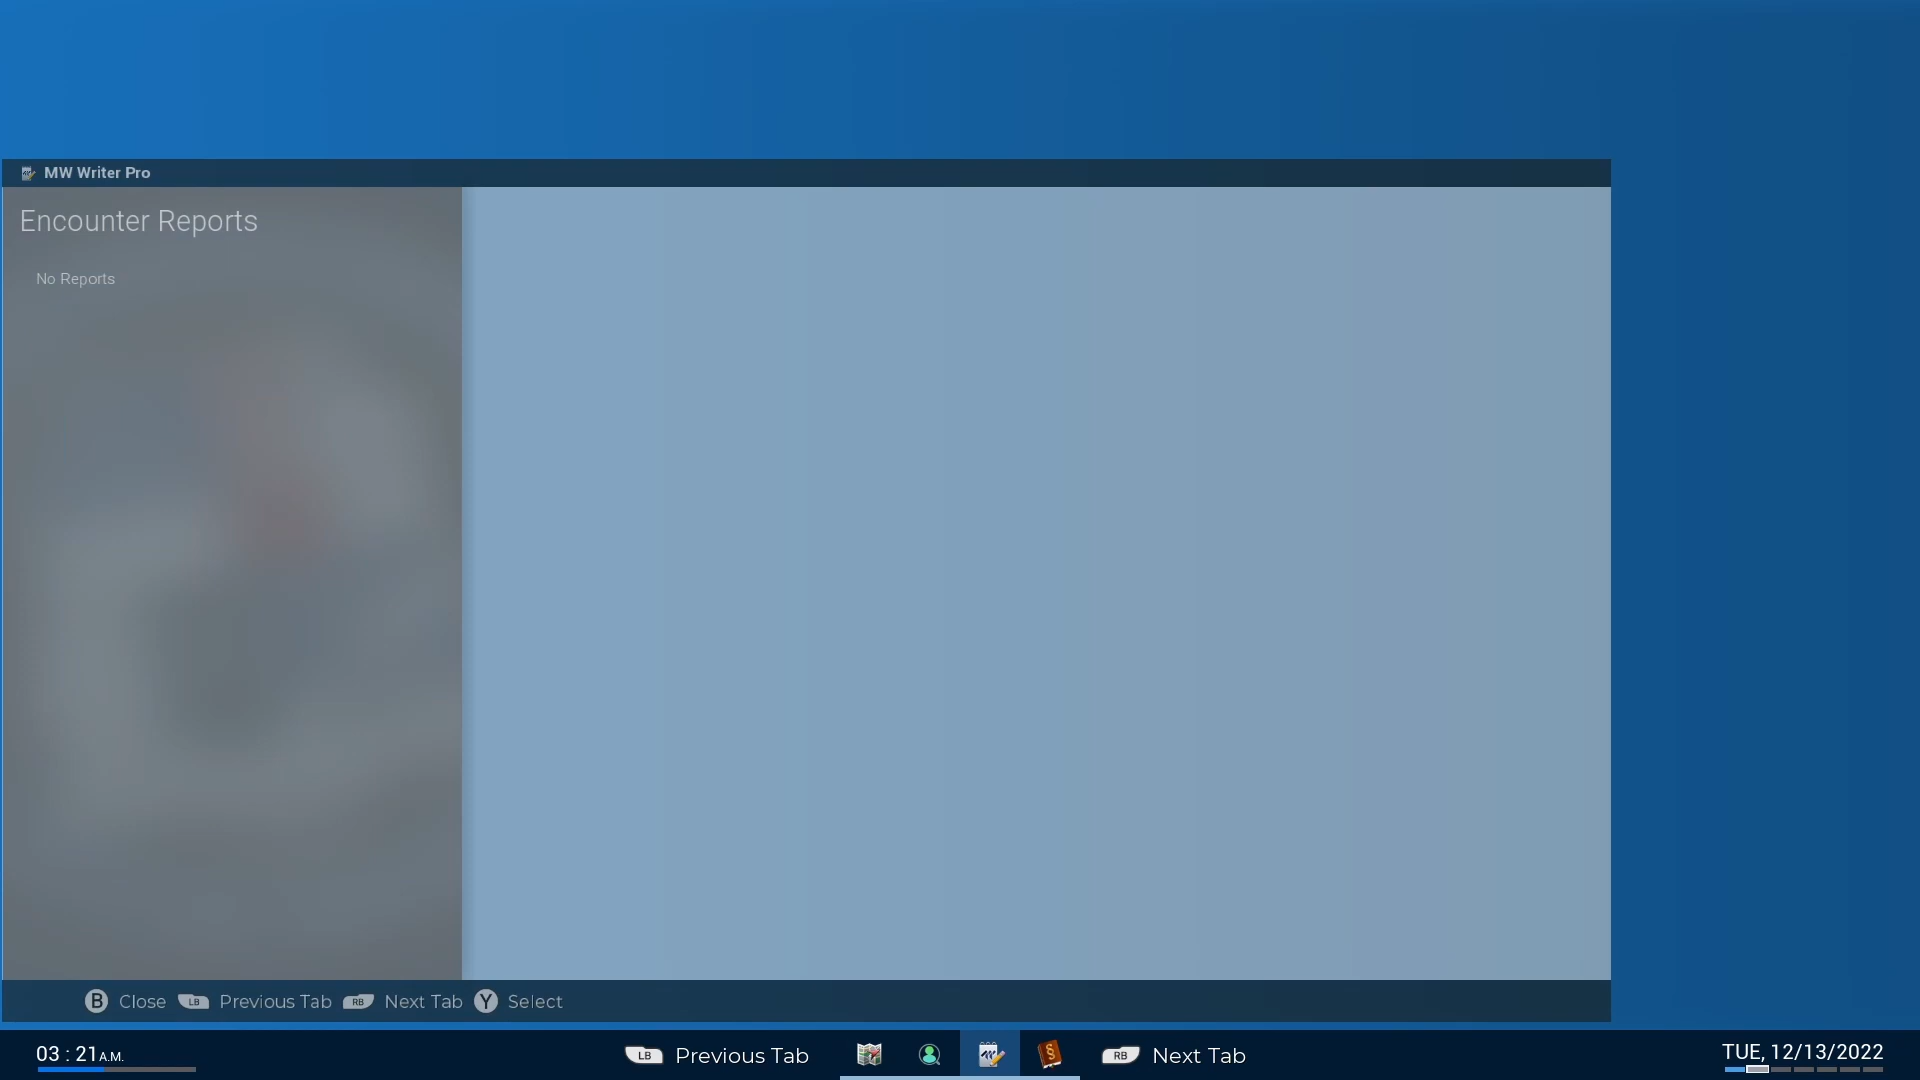 MW Writer Pro
Encounter Reports
No Reports
B Close LB Previous Tab RB Next Tab Y Select
03 : 21 A.M.
LB Previous Tab
RB Next Tab
TUE, 12/13/2022